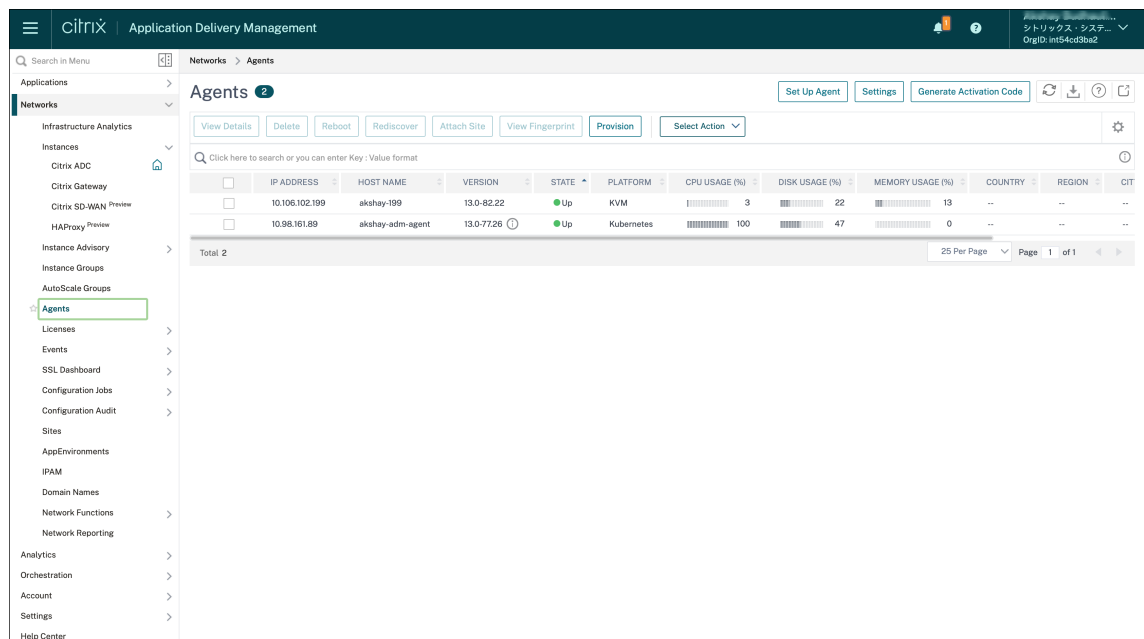 citrix | Application Delivery Management
1
シトリックス・システ...
OrgID: int54cd3ba2
Search in Menu
Networks > Agents
Applications
Networks
Infrastructure Analytics
Instances
Citrix ADC
Citrix Gateway
Citrix SD-WAN Preview
HAProxy Preview
Instance Advisory
Instance Groups
AutoScale Groups
Agents
Licenses
Events
SSL Dashboard
Configuration Jobs
Configuration Audit
Sites
AppEnvironments
IPAM
Domain Names
Network Functions
Network Reporting
Analytics
Orchestration
Account
Settings
Help Center
Agents 2
Set Up Agent Settings Generate Activation Code
View Details Delete Reboot Rediscover Attach Site View Fingerprint Provision Select Action
Click here to search or you can enter Key : Value format
IP ADDRESS HOST NAME VERSION STATE PLATFORM CPU USAGE (%) DISK USAGE (%) MEMORY USAGE (%) COUNTRY REGION CIT
10.106.102.199 akshay-199 13.0-82.22 Up KVM 3 22 13 -- -- --
10.98.161.89 akshay-adm-agent 13.0-77.26 Up Kubernetes 100 47 0 -- -- --
Total 2
25 Per Page Page 1 of 1